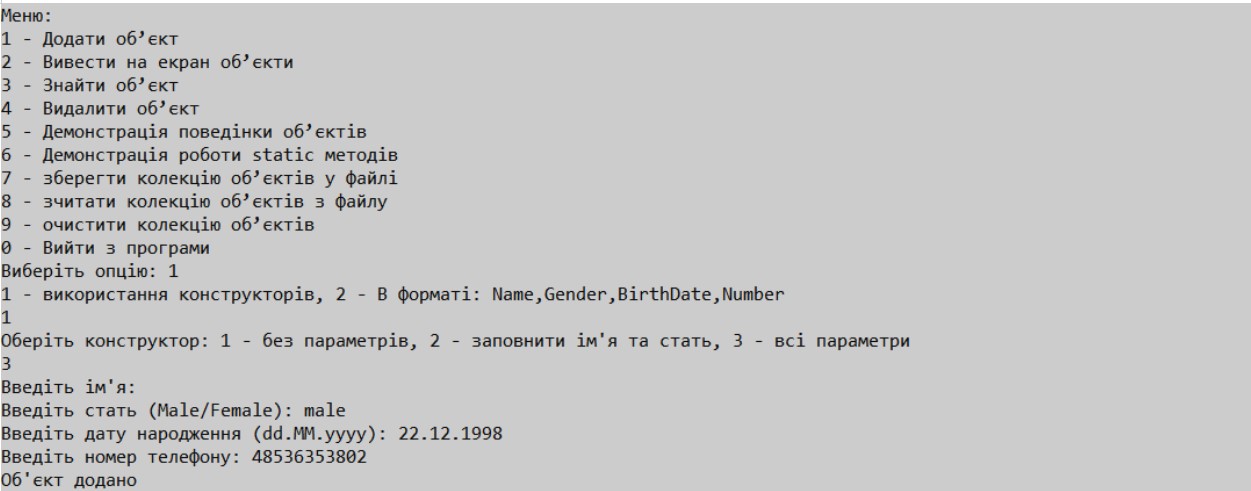 Меню:
1 - Додати об’єкт
2 - Вивести на екран об’єкти
3 - Знайти об’єкт
4 - Видалити об’єкт
5 - Демонстрація поведінки об’єктів
6 - Демонстрація роботи static методів
7 - зберегти колекцію об’єктів у файлі
8 - зчитати колекцію об’єктів з файлу
9 - очистити колекцію об’єктів
0 - Вийти з програми
Виберіть опцію: 1
1 - використання конструкторів, 2 - В форматі: Name,Gender,BirthDate,Number
1
Оберіть конструктор: 1 - без параметрів, 2 - заповнити ім'я та стать, 3 - всі параметри
3
Введіть ім'я:
Введіть стать (Male/Female): male
Введіть дату народження (dd.MM.yyyy): 22.12.1998
Введіть номер телефону: 48536353802
Об'єкт додано